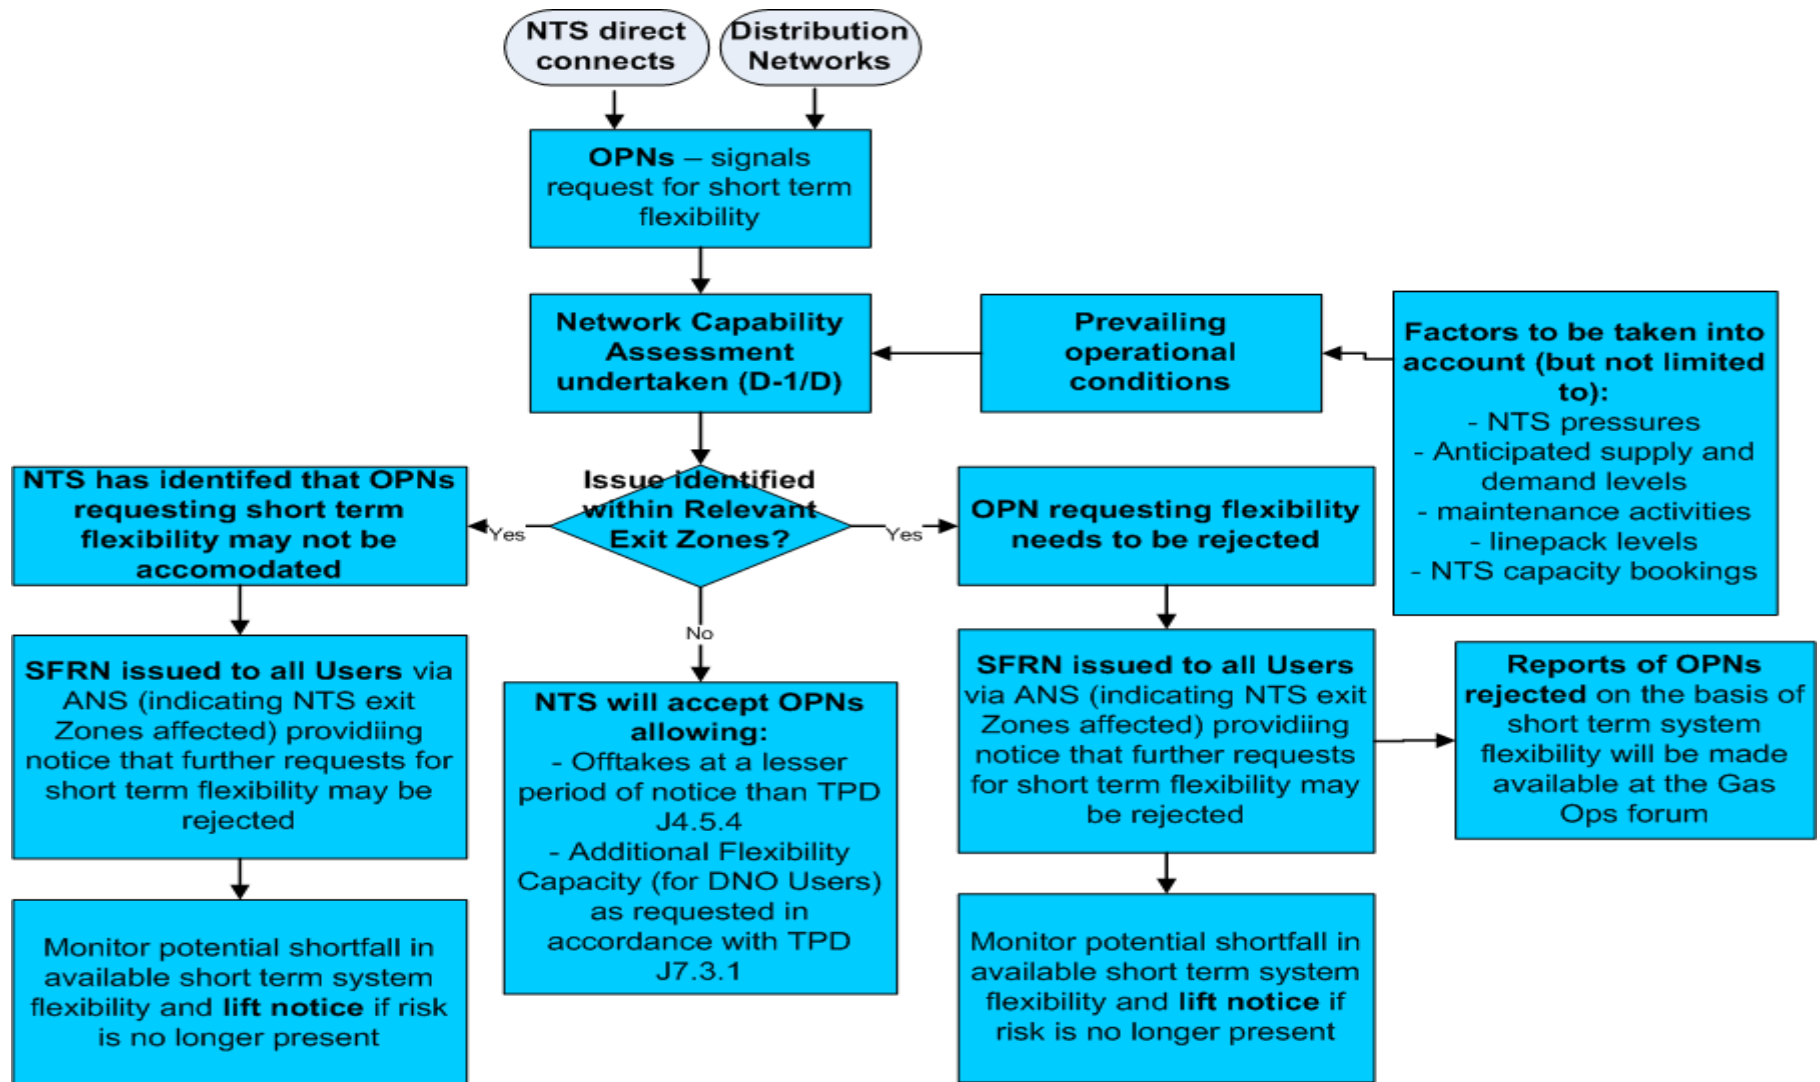 NTS direct
connects
Distribution
Networks
OPNs – signals
request for short term
flexibility
Network Capability
Assessment
undertaken (D-1/D)
Prevailing
operational
conditions
Factors to be taken into
account (but not limited
to):
- NTS pressures
- Anticipated supply and
demand levels
- maintenance activities
- linepack levels
- NTS capacity bookings
Issue identified
within Relevant
Exit Zones?
Yes
Yes
No
NTS has identifed that OPNs
requesting short term
flexibility may not be
accomodated
OPN requesting flexibility
needs to be rejected
SFRN issued to all Users via
ANS (indicating NTS exit
Zones affected) providiing
notice that further requests for
short term flexibility may be
rejected
NTS will accept OPNs
allowing:
- Offtakes at a lesser
period of notice than TPD
J4.5.4
- Additional Flexibility
Capacity (for DNO Users)
as requested in
accordance with TPD
J7.3.1
SFRN issued to all Users
via ANS (indicating NTS exit
Zones affected) providiing
notice that further requests
for short term flexibility may
be rejected
Reports of OPNs
rejected on the basis of
short term system
flexibility will be made
available at the Gas
Ops forum
Monitor potential shortfall in
available short term system
flexibility and lift notice if risk
is no longer present
Monitor potential shortfall in
available short term system
flexibility and lift notice if
risk is no longer present